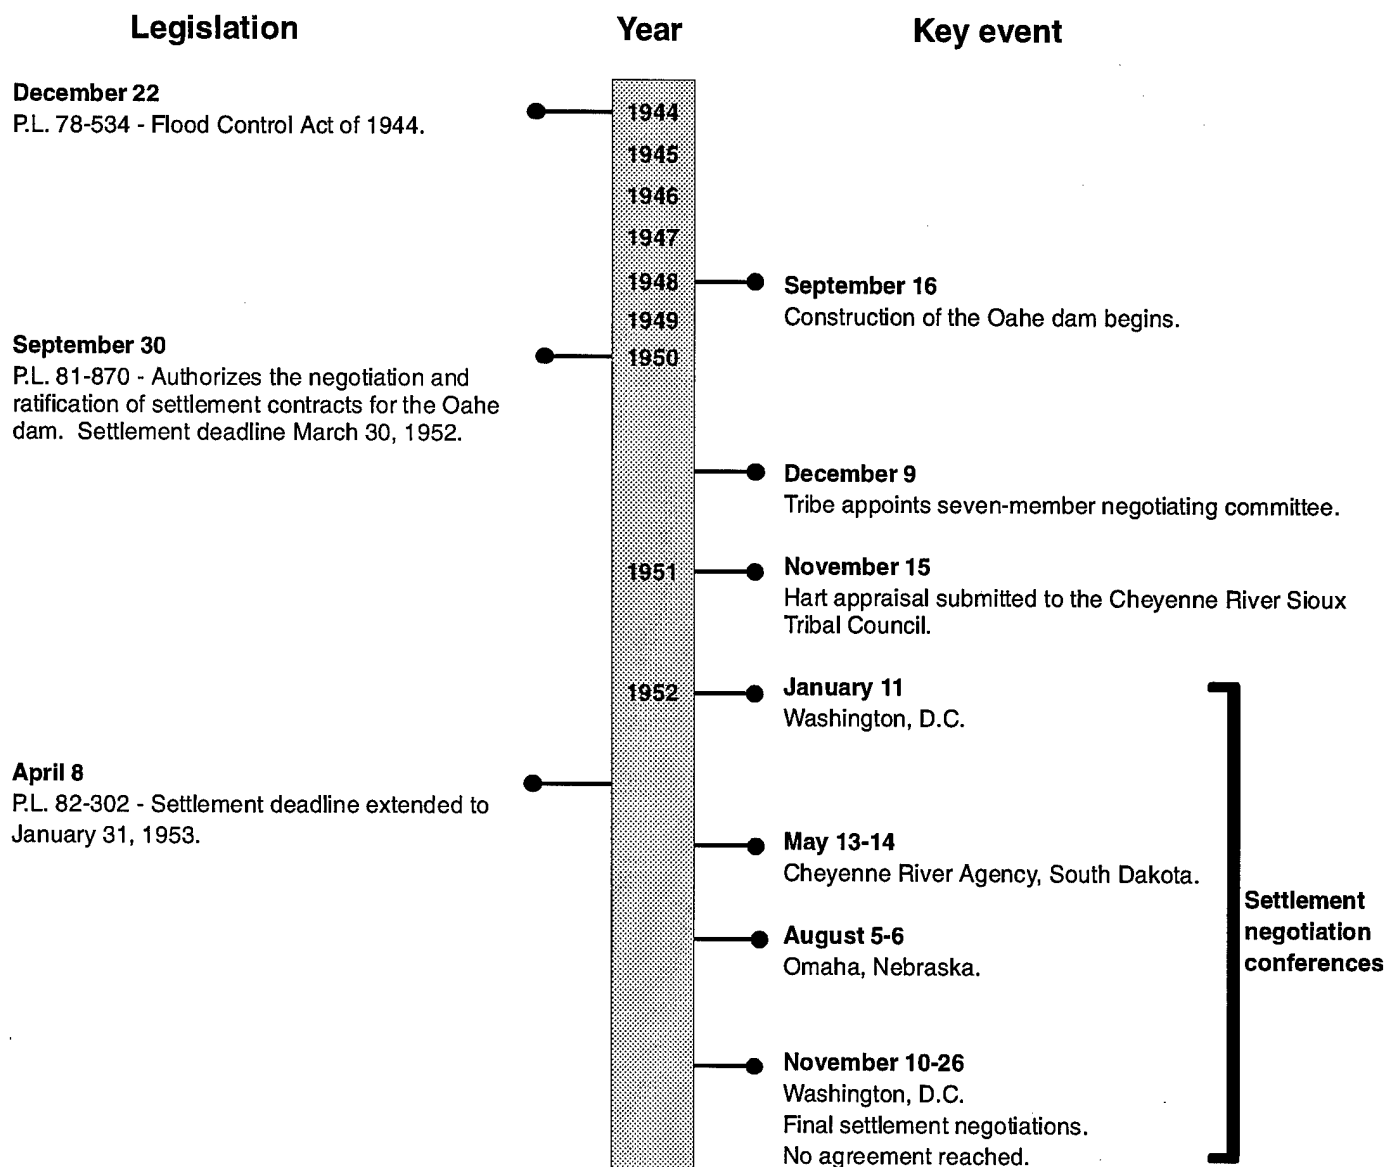 Legislation
Year
Key event
December 22
P.L. 78-534 - Flood Control Act of 1944.
1944
1945
1946
1947
1948
September 16
Construction of the Oahe dam begins.
1949
September 30
P.L. 81-870 - Authorizes the negotiation and
ratification of settlement contracts for the Oahe
dam. Settlement deadline March 30, 1952.
1950
December 9
Tribe appoints seven-member negotiating committee.
1951
November 15
Hart appraisal submitted to the Cheyenne River Sioux
Tribal Council.
1952
January 11
Washington, D.C.
April 8
P.L. 82-302 - Settlement deadline extended to
January 31, 1953.
May 13-14
Cheyenne River Agency, South Dakota.
August 5-6
Omaha, Nebraska.
November 10-26
Washington, D.C.
Final settlement negotiations.
No agreement reached.
Settlement
negotiation
conferences